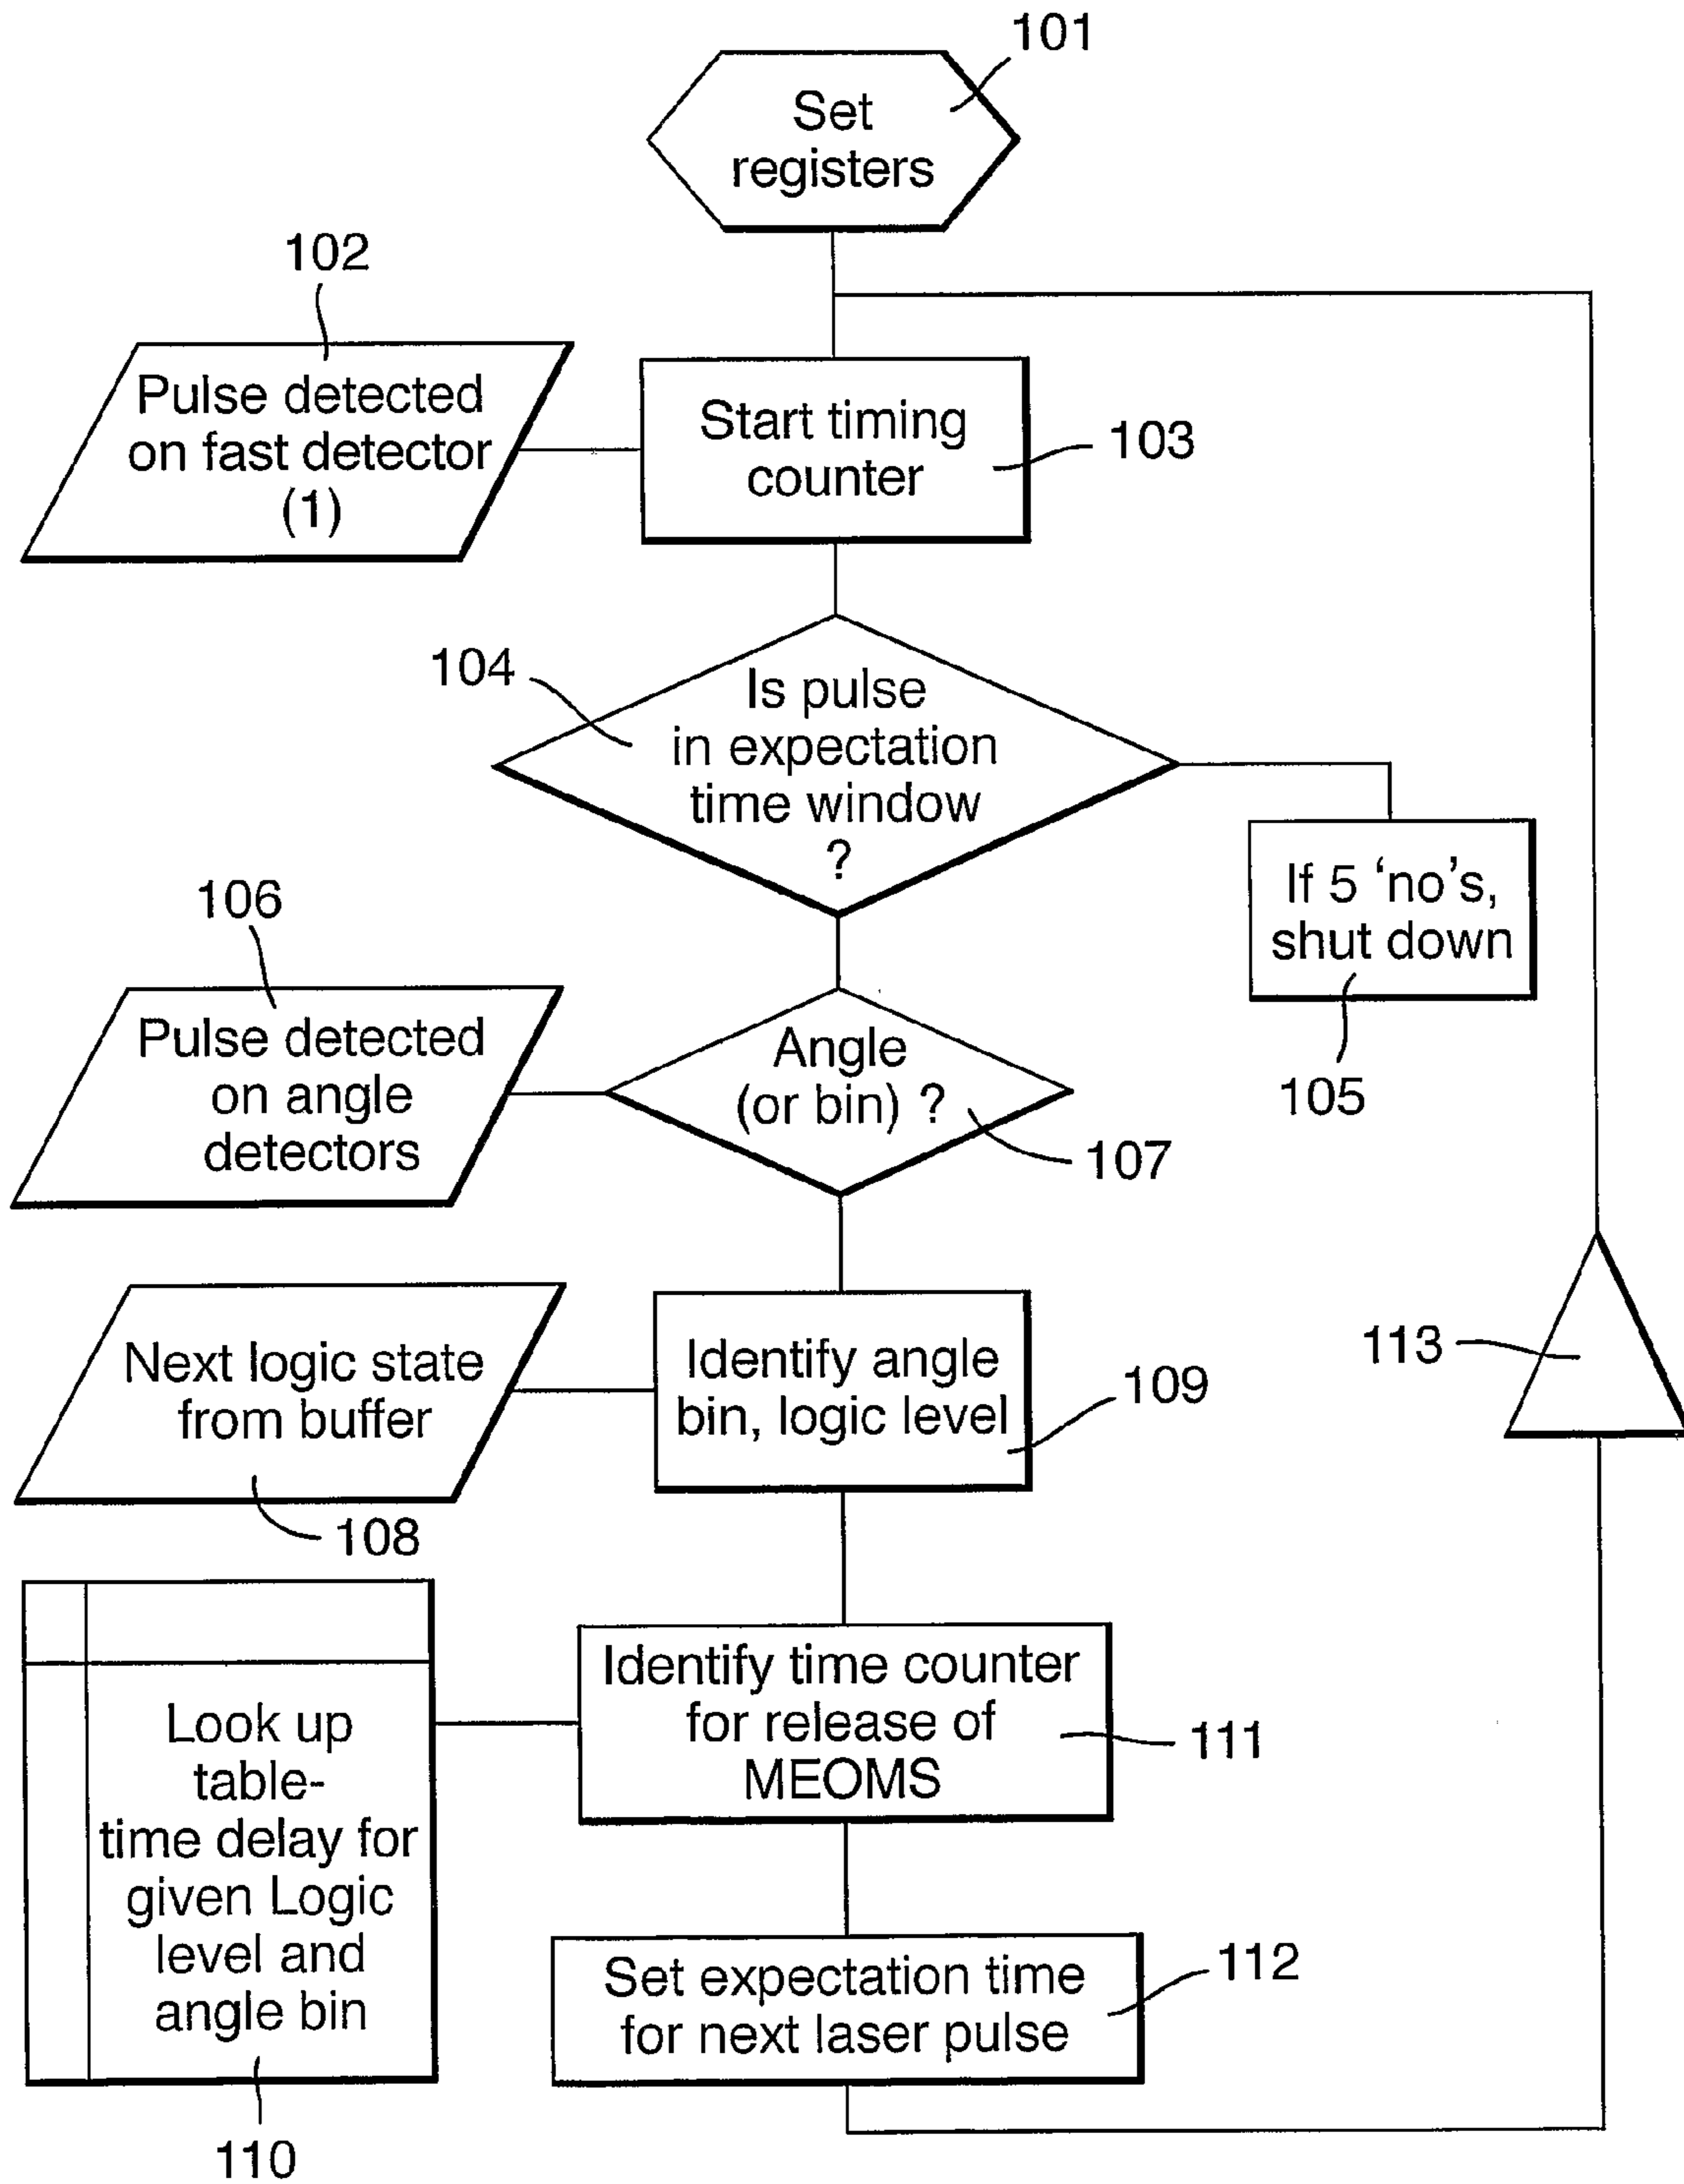 101
Set
registers
102
Pulse detected
on fast detector
(1)
Start timing
counter
103
104
Is pulse
in expectation
time window
?
If 5 ‘no’s,
shut down
105
106
Pulse detected
on angle
detectors
Angle
(or bin) ?
107
Next logic state
from buffer
108
Identify angle
bin, logic level
109
113
Look up
table-
time delay for
given Logic
level and
angle bin
110
Identify time counter
for release of
MEOMS
111
Set expectation time
for next laser pulse
112